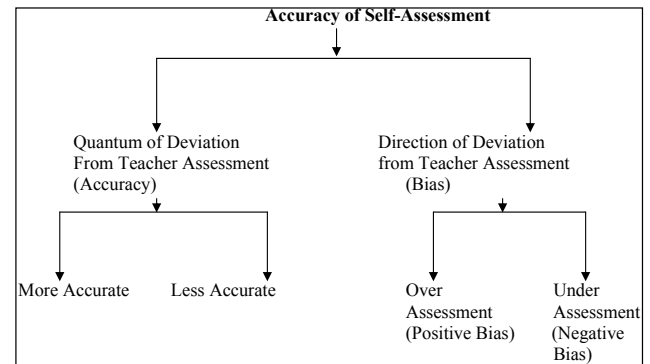 Accuracy of Self-Assessment
Quantum of Deviation
From Teacher Assessment
(Accuracy)
Direction of Deviation
from Teacher Assessment
(Bias)
More Accurate
Less Accurate
Over
Assessment
(Positive Bias)
Under
Assessment
(Negative
Bias)